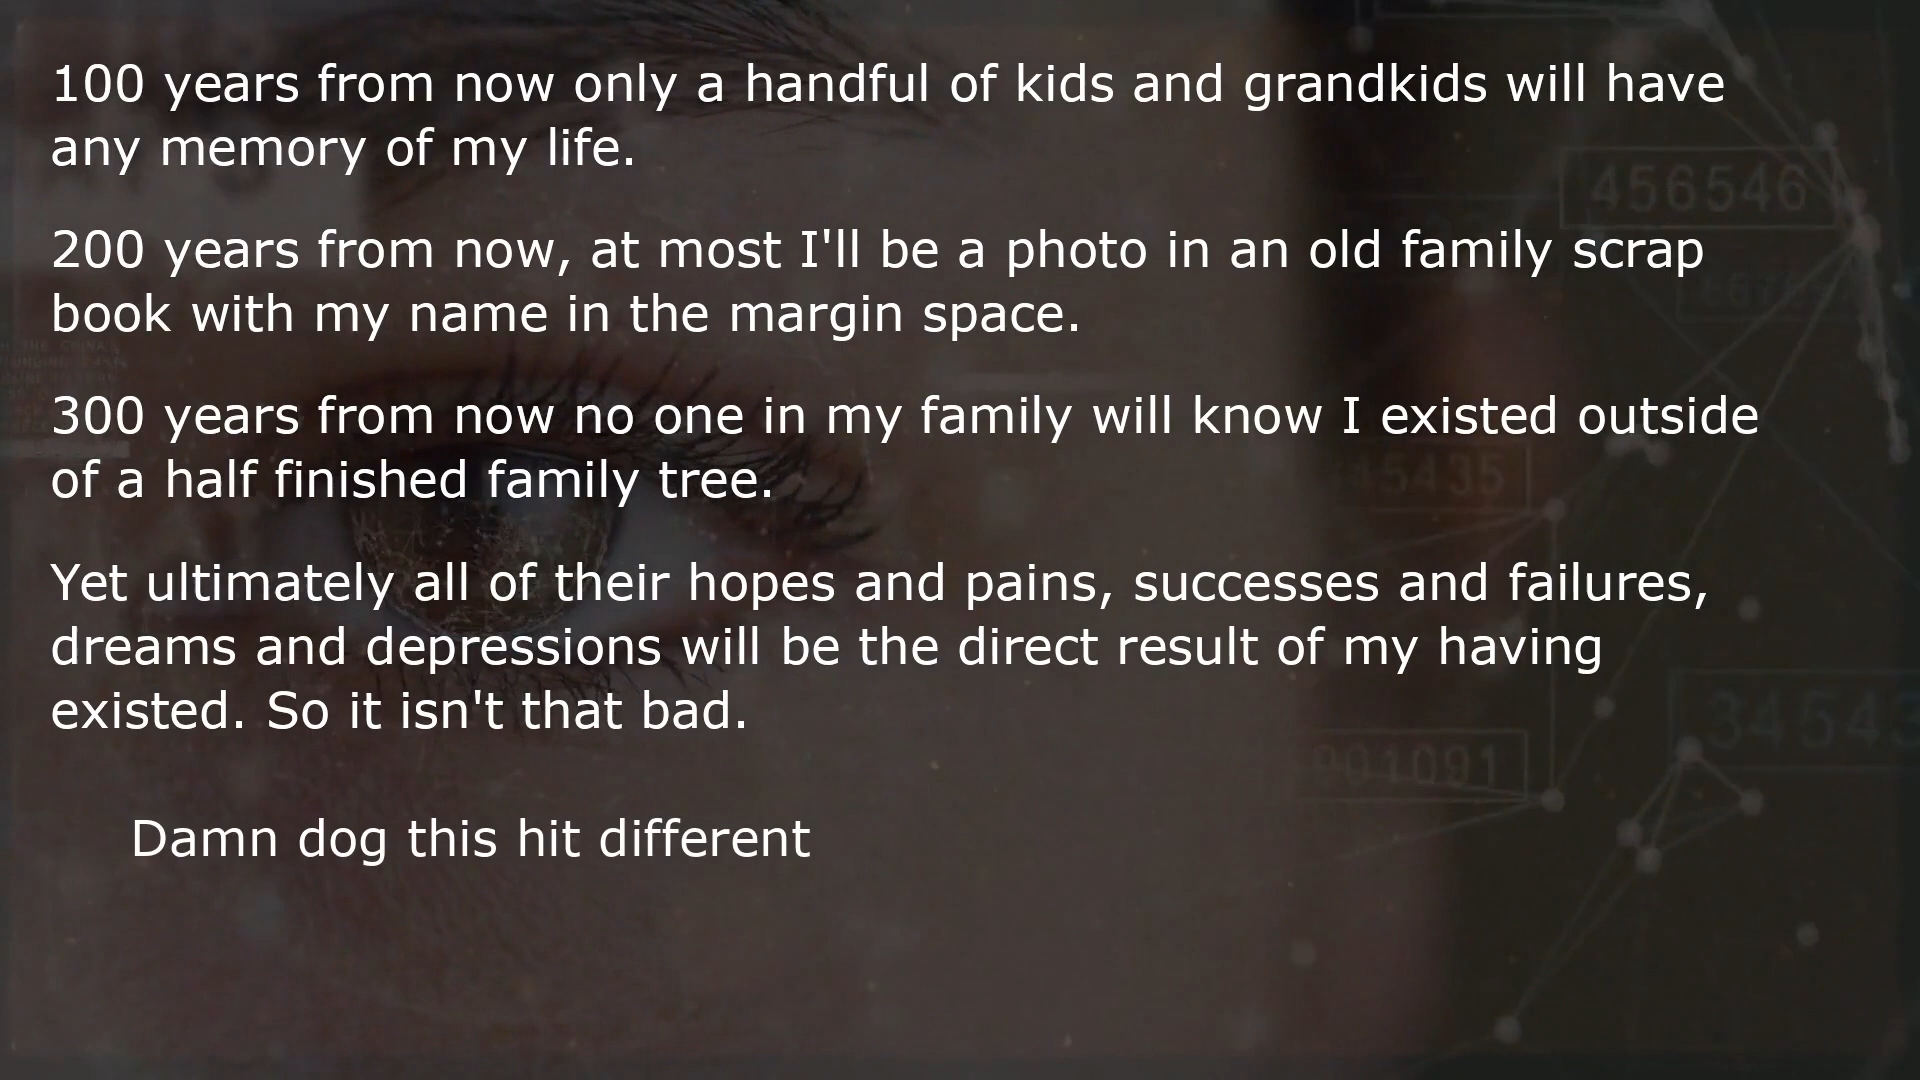 100 years from now only a handful of kids and grandkids will have
any memory of my life.
200 years from now, at most I'll be a photo in an old family scrap
book with my name in the margin space.
300 years from now no one in my family will know I existed outside
of a half finished family tree.
Yet ultimately all of their hopes and pains, successes and failures,
dreams and depressions will be the direct result of my having
existed. So it isn't that bad.
Damn dog this hit different
456546
45435
001091
34543